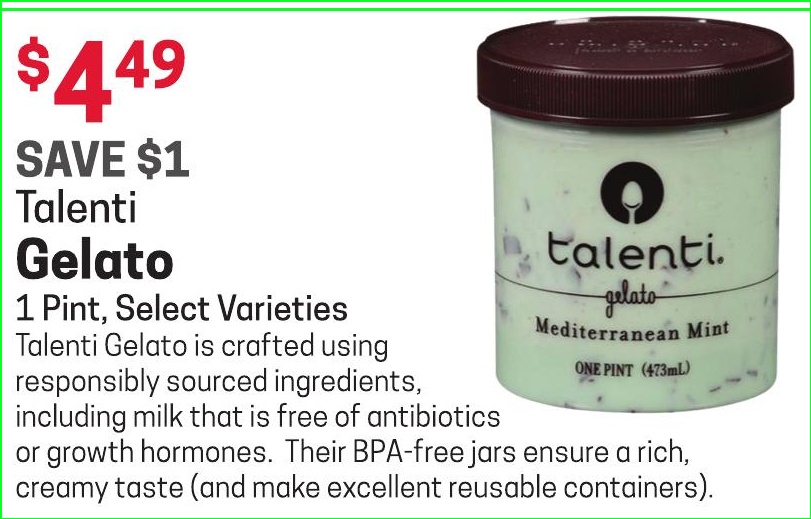 $4.49
SAVE $1
Talenti
Gelato
1 Pint, Select Varieties
Talenti Gelato is crafted using
responsibly sourced ingredients,
including milk that is free of antibiotics
or growth hormones. Their BPA-free jars ensure a rich,
creamy taste (and make excellent reusable containers).
talenti.
gelato
Mediterranean Mint
ONE PINT (473mL)